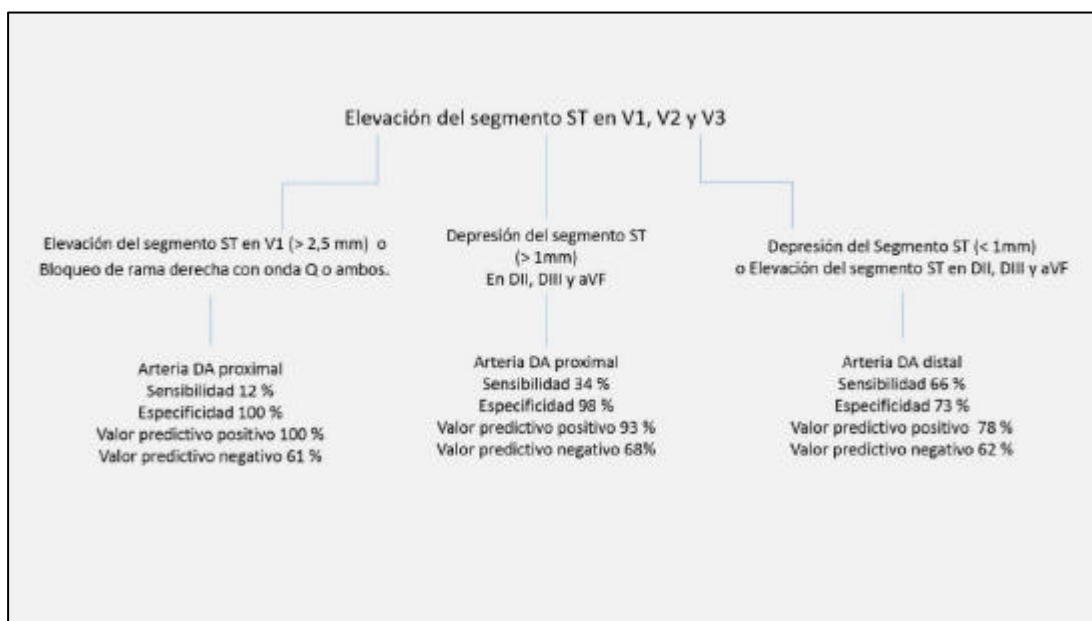 Elevación del segmento ST en V1, V2 y V3
Elevación del segmento ST en V1 (> 2,5 mm) o
Bloqueo de rama derecha con onda Q o ambos.
Arteria DA proximal
Sensibilidad 12 %
Especificidad 100 %
Valor predictivo positivo 100 %
Valor predictivo negativo 61 %
Depresión del segmento ST
(> 1mm)
En DII, DIII y aVF
Arteria DA proximal
Sensibilidad 34 %
Especificidad 98 %
Valor predictivo positivo 93 %
Valor predictivo negativo 68%
Depresión del Segmento ST (< 1mm)
o Elevación del segmento ST en DII, DIII y aVF
Arteria DA distal
Sensibilidad 66 %
Especificidad 73 %
Valor predictivo positivo 78 %
Valor predictivo negativo 62 %